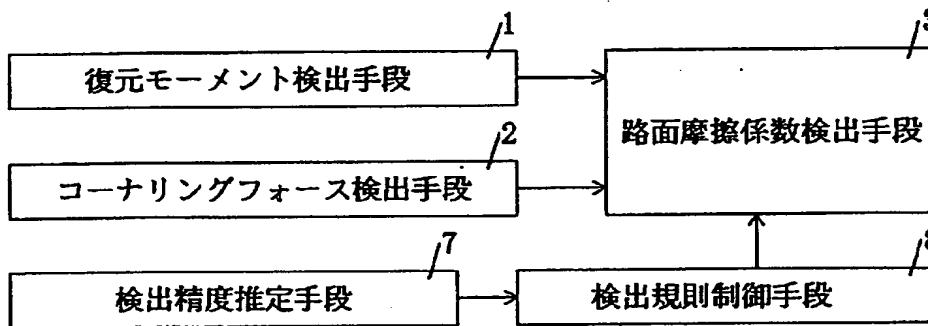 1
復元モーメント検出手段
3
路面摩擦係数検出手段
2
コーナリングフォース検出手段
7
検出精度推定手段
8
検出規則制御手段